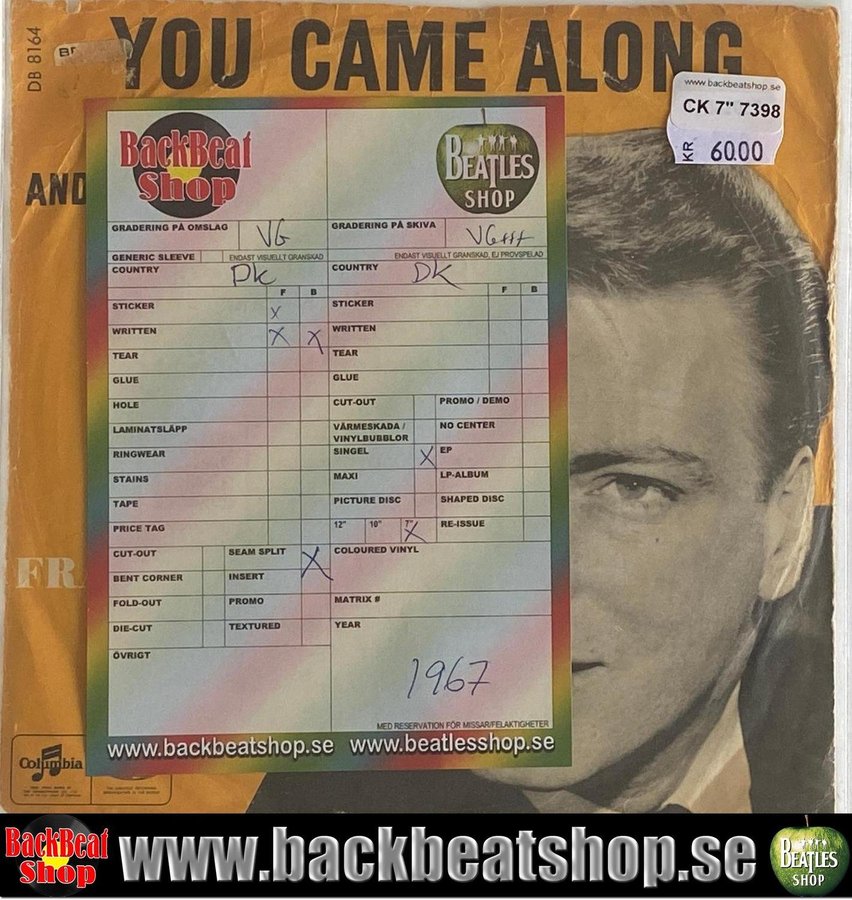 DB 8164
YOU CAME ALONG
www.backbeatshop.se
CK 7" 7398
KR 60.00
AND
BackBeat
Shop
BEATLES
SHOP
GRADERING PÅ OMSLAG VG
GRADERING PÅ SKIVA VG+++
GENERIC SLEEVE ENDAST VISUELLT GRANSKAD
ENDAST VISUELLT GRANSKAD, EJ PROVSPELAD
COUNTRY DK
COUNTRY DK
F B
F B
STICKER X
STICKER
WRITTEN X X
WRITTEN
TEAR
TEAR
GLUE
GLUE
HOLE
CUT-OUT
PROMO / DEMO
LAMINATSLÄPP
VÄRMESKADA /
VINYLBUBBLOR
NO CENTER
RINGWEAR
SINGEL X
EP
STAINS
MAXI
LP-ALBUM
TAPE
PICTURE DISC
SHAPED DISC
PRICE TAG
12" 10" 7" X
RE-ISSUE
CUT-OUT
SEAM SPLIT X
COLOURED VINYL
BENT CORNER
INSERT
FOLD-OUT
PROMO
MATRIX #
DIE-CUT
TEXTURED
YEAR
ÖVRIGT
1967
MED RESERVATION FÖR MISSAR/FELAKTIGHETER
www.backbeatshop.se www.beatlesshop.se
FR
Columbia
BackBeat
Shop
www.backbeatshop.se
BEATLES
SHOP